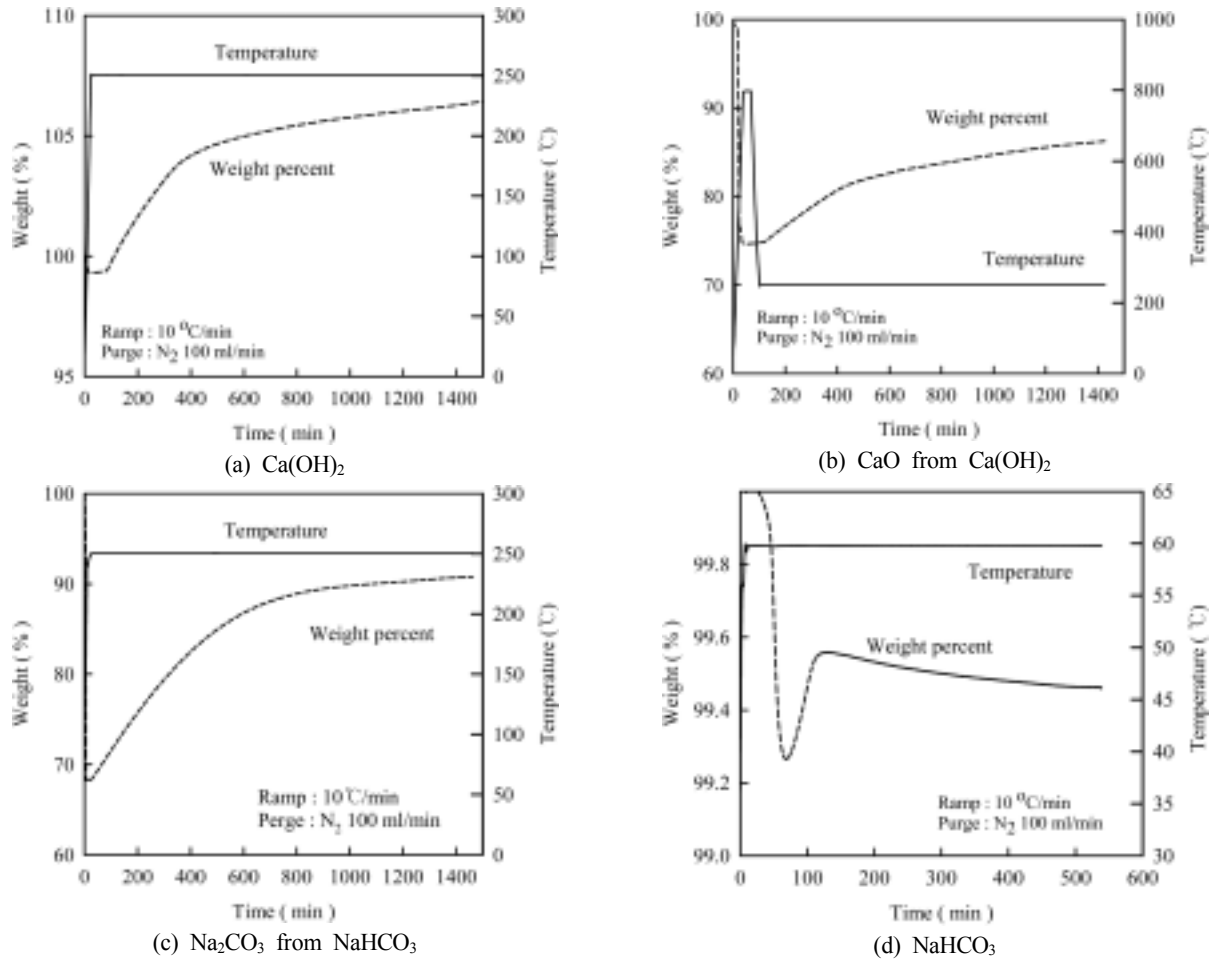 110
105
100
95
300
250
200
150
100
50
0
Weight ( % )
Temperature ( ℃)
Temperature
Weight percent
Ramp : 10 ⁰C/min
Purge : N₂ 100 ml/min
0 200 400 600 800 1000 1200 1400
Time ( min )
(a) Ca(OH)₂
100
90
80
70
60
1000
800
600
400
200
0
Weight ( % )
Temperature ( ℃)
Weight percent
Temperature
Ramp : 10 ⁰C/min
Purge : N₂ 100 ml/min
0 200 400 600 800 1000 1200 1400
Time ( min )
(b) CaO from Ca(OH)₂
100
90
80
70
60
300
250
200
150
100
50
0
Weight ( % )
Temperature ( ℃)
Temperature
Weight percent
Ramp : 10℃/min
Perge : N₂ 100 ml/min
0 200 400 600 800 1000 1200 1400
Time ( min )
(c) Na₂CO₃ from NaHCO₃
99.8
99.6
99.4
99.2
99.0
65
60
55
50
45
40
35
30
Weight ( % )
Temperature ( ℃)
Temperature
Weight percent
Ramp : 10 ⁰C/min
Purge : N₂ 100 ml/min
0 100 200 300 400 500 600
Time ( min )
(d) NaHCO₃